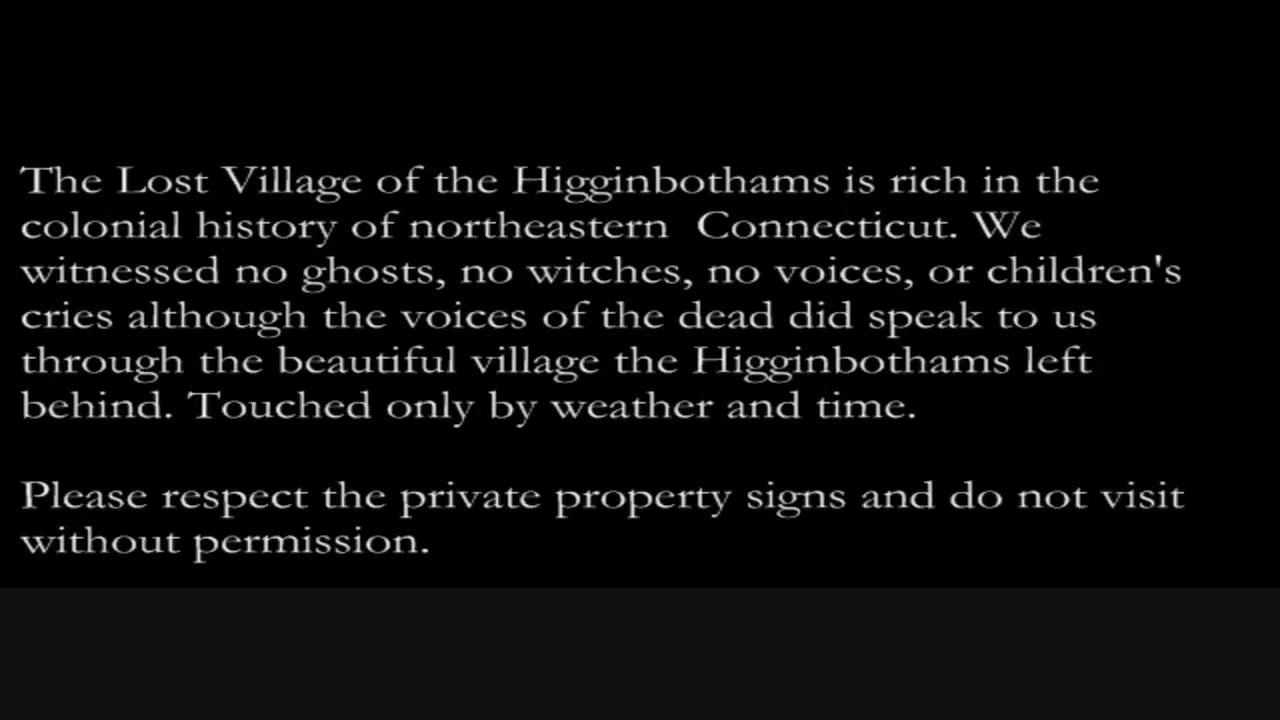 The Lost Village of the Higginbothams is rich in the
colonial history of northeastern  Connecticut. We
witnessed no ghosts, no witches, no voices, or children's
cries although the voices of the dead did speak to us
through the beautiful village the Higginbothams left
behind. Touched only by weather and time.

Please respect the private property signs and do not visit
without permission.